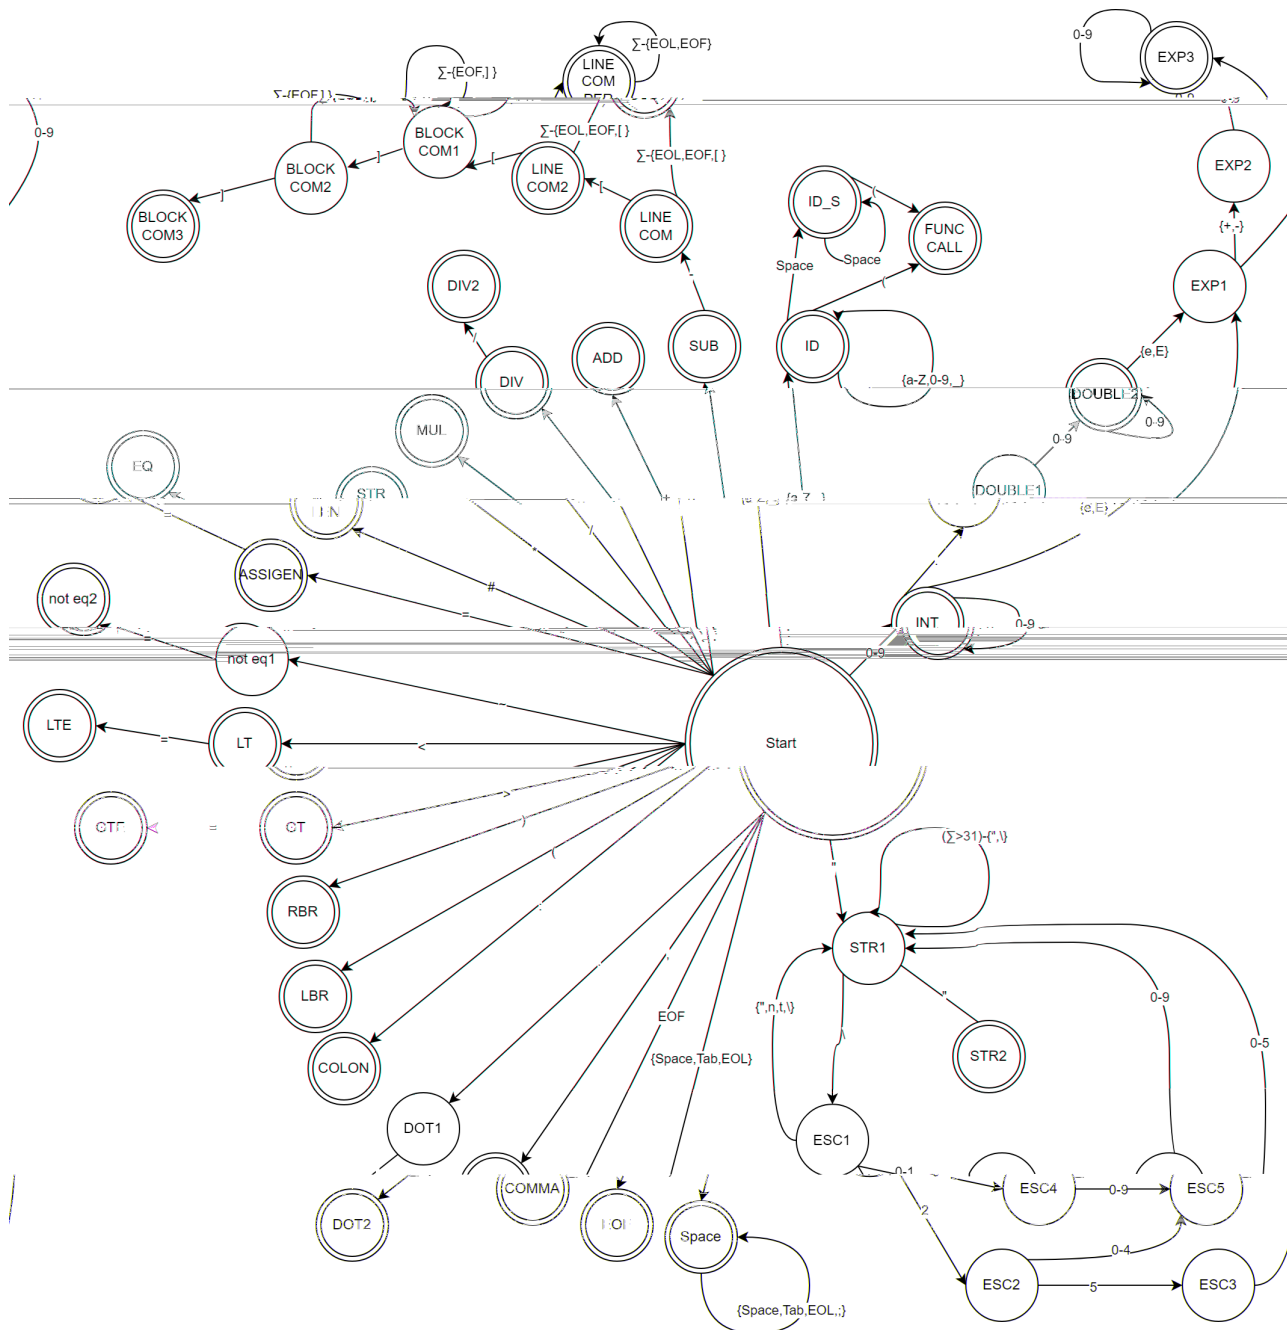 ∑-{EOL,EOF}
0-9
EXP3
LINE
COM
∑-{EOF,] }
0-9
BLOCK
COM1
∑-{EOL,EOF,[ }
∑-{EOL,EOF,[ }
BLOCK
COM2
]
[
LINE
COM2
[
EXP2
]
BLOCK
COM3
LINE
COM
ID_S
(
FUNC
CALL
{+,-}
Space
Space
(
-
DIV2
EXP1
/
DIV
ADD
SUB
ID
{e,E}
{a-Z,0-9,_}
DOUBLE2
MUL
0-9
0-9
EQ
STR
DOUBLE1
+
{e,E}
=
/
*
ASSIGEN
#
=
not eq2
INT
0-9
=
not eq1
0-9
~
LTE
=
LT
<
Start
>
=
)
(
RBR
:
(∑>31)-{",\}
"
STR1
LBR
{",n,t,\}
"
0-9
EOF
\
0-5
{Space,Tab,EOL}
STR2
COLON
DOT1
ESC1
0-1
COMMA
ESC4
0-9
ESC5
2
DOT2
Space
0-4
ESC2
5
ESC3
{Space,Tab,EOL,;}